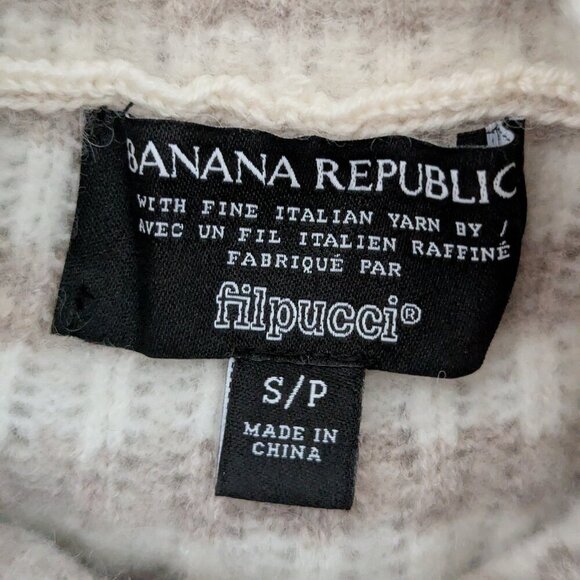 BANANA REPUBLIC
WITH FINE ITALIAN YARN BY /
AVEC UN FIL ITALIEN RAFFINÉ
FABRIQUÉ PAR
filpucci®
S/P
MADE IN
CHINA